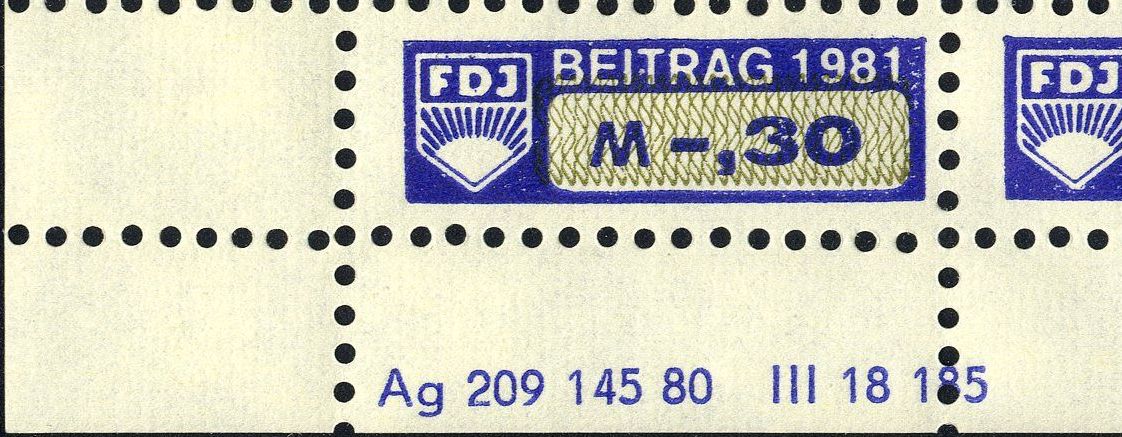 BEITRAG 1981
FDJ
M -,30
FDJ
Ag 209 145 80 III 18 185